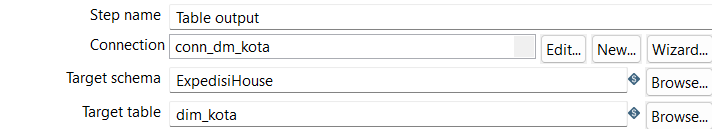 Step name Table output
Connection conn_dm_kota Edit... New... Wizard...
Target schema ExpedisiHouse Browse...
Target table dim_kota Browse...